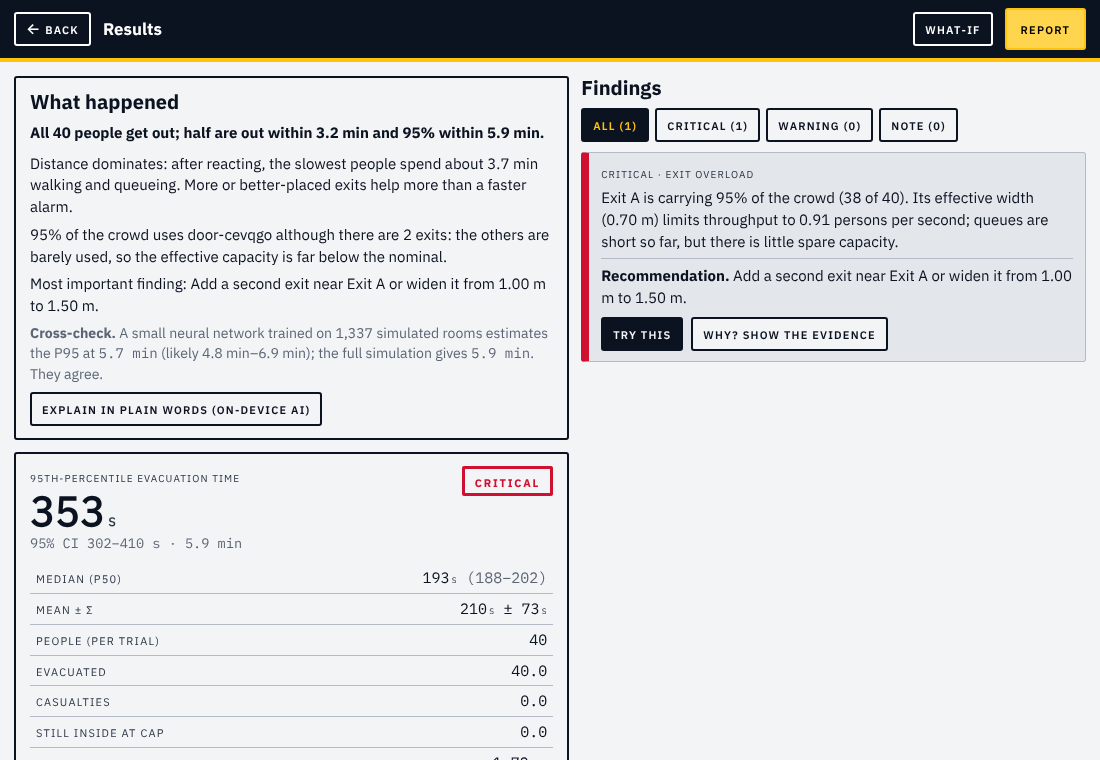 ← BACK
Results
WHAT-IF
REPORT
What happened
All 40 people get out; half are out within 3.2 min and 95% within 5.9 min.
Distance dominates: after reacting, the slowest people spend about 3.7 min
walking and queueing. More or better-placed exits help more than a faster
alarm.
95% of the crowd uses door-cevqgo although there are 2 exits: the others are
barely used, so the effective capacity is far below the nominal.
Most important finding: Add a second exit near Exit A or widen it from 1.00 m
to 1.50 m.
Cross-check. A small neural network trained on 1,337 simulated rooms estimates
the P95 at 5.7 min (likely 4.8 min–6.9 min); the full simulation gives 5.9 min.
They agree.
EXPLAIN IN PLAIN WORDS (ON-DEVICE AI)
95TH-PERCENTILE EVACUATION TIME
CRITICAL
353 s
95% CI 302–410 s · 5.9 min
MEDIAN (P50) 193s (188–202)
MEAN ± Σ 210s ± 73s
PEOPLE (PER TRIAL) 40
EVACUATED 40.0
CASUALTIES 0.0
STILL INSIDE AT CAP 0.0
Findings
ALL (1)
CRITICAL (1)
WARNING (0)
NOTE (0)
CRITICAL · EXIT OVERLOAD
Exit A is carrying 95% of the crowd (38 of 40). Its effective width
(0.70 m) limits throughput to 0.91 persons per second; queues are
short so far, but there is little spare capacity.
Recommendation. Add a second exit near Exit A or widen it from 1.00
m to 1.50 m.
TRY THIS
WHY? SHOW THE EVIDENCE